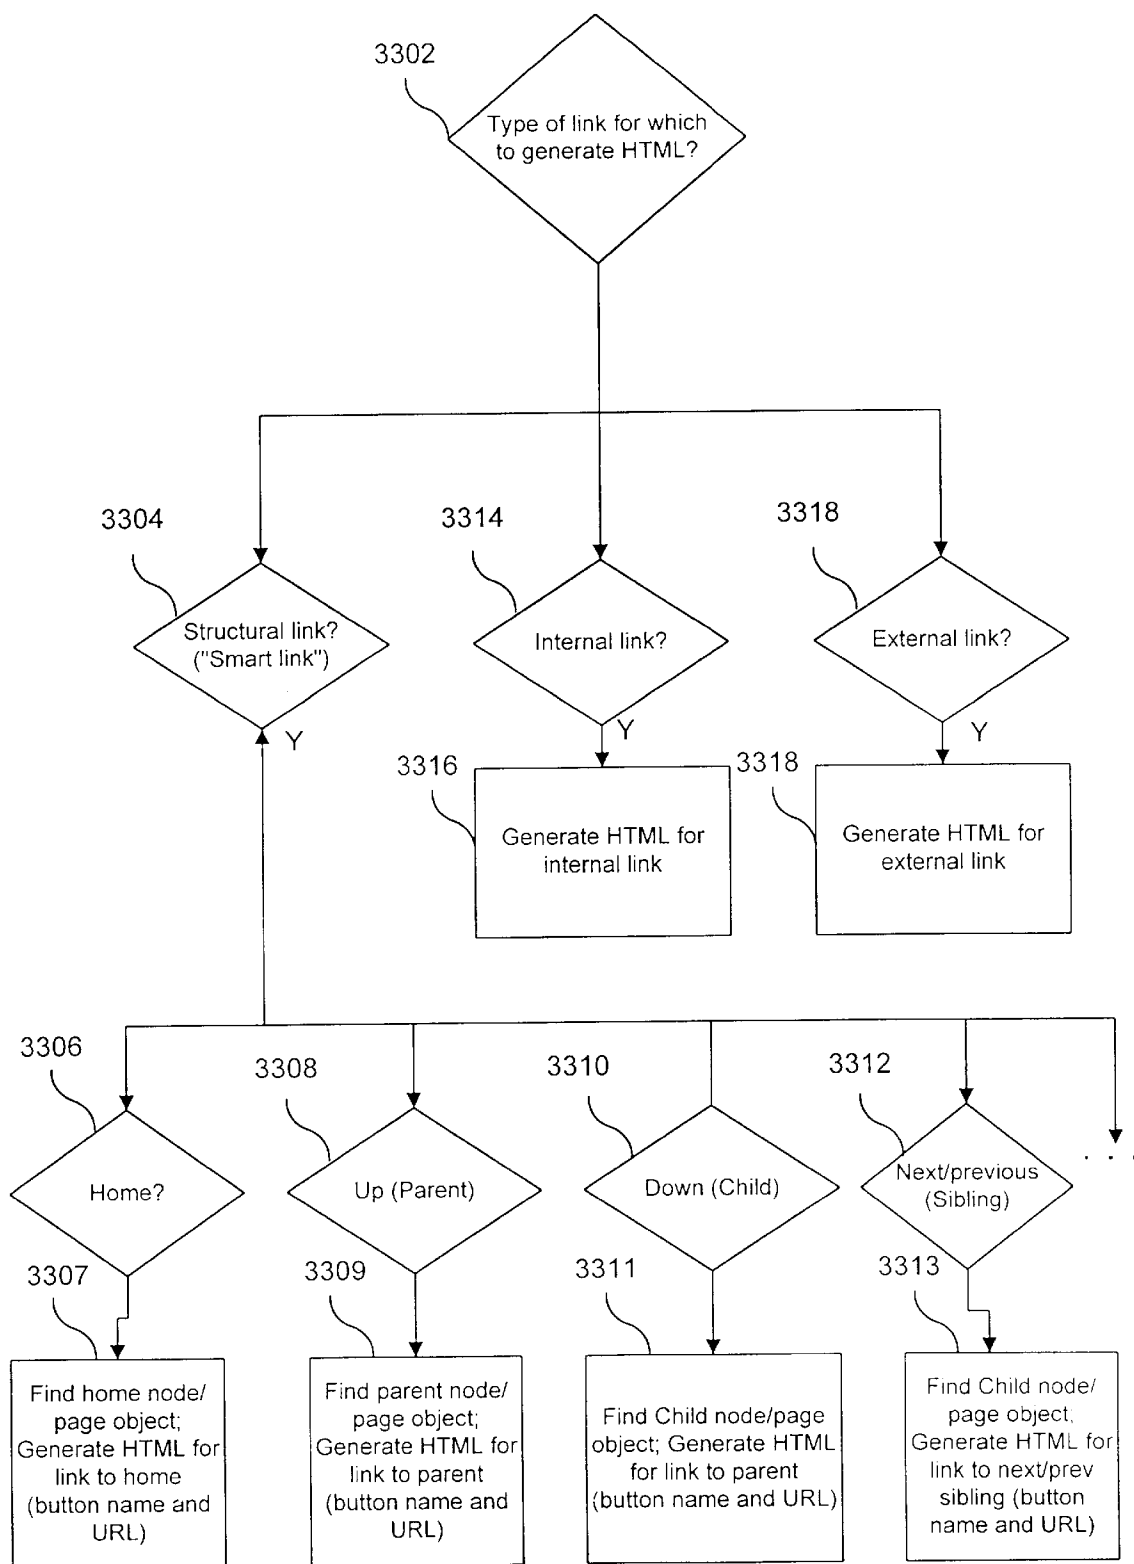 3302
Type of link for which
to generate HTML?
3304
3314
3318
Structural link?
("Smart link")
Internal link?
External link?
Y
Y
Y
3316
3318
Generate HTML for
internal link
Generate HTML for
external link
3306
3308
3310
3312
Home?
Up (Parent)
Down (Child)
Next/previous
(Sibling)
. . .
3307
3309
3311
3313
Find home node/
page object;
Generate HTML for
link to home
(button name and
URL)
Find parent node/
page object;
Generate HTML for
link to parent
(button name and
URL)
Find Child node/page
object; Generate HTML
for link to parent
(button name and URL)
Find Child node/
page object;
Generate HTML for
link to next/prev
sibling (button
name and URL)